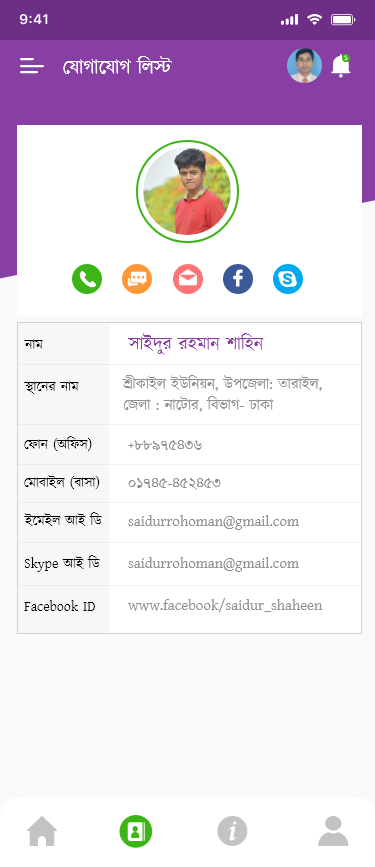 9:41
যোগাযোগ লিস্ট
নাম
সাইদুর রহমান শাহিন
স্থানের নাম
শ্রীকাইল ইউনিয়ন, উপজেলা: তারাইল,
জেলা : নাটোর, বিভাগ- ঢাকা
ফোন (অফিস)
+৮৮৯৭৫৪৩৬
মোবাইল (বাসা)
০১৭৪৫-৪৫২৪৫৩
ইমেইল আই ডি
saidurrohoman@gmail.com
Skype আই ডি
saidurrohoman@gmail.com
Facebook ID
www.facebook/saidur_shaheen